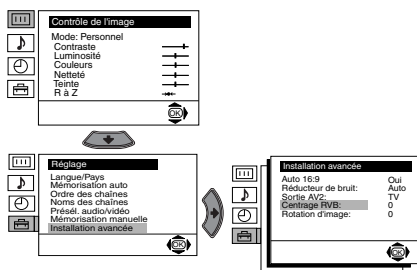 Contrôle de l'image
Mode: Personnel
Contraste
Luminosité
Couleurs
Netteté
Teinte
R à Z
OK
Réglage
Langue/Pays
Mémorisation auto
Ordre des chaînes
Noms des chaînes
Présél. audio/vidéo
Mémorisation manuelle
Installation avancée
OK
Installation avancée
Auto 16:9 Oui
Réducteur de bruit: Auto
Sortie AV2: TV
Centrage RVB: 0
Rotation d'image: 0
OK